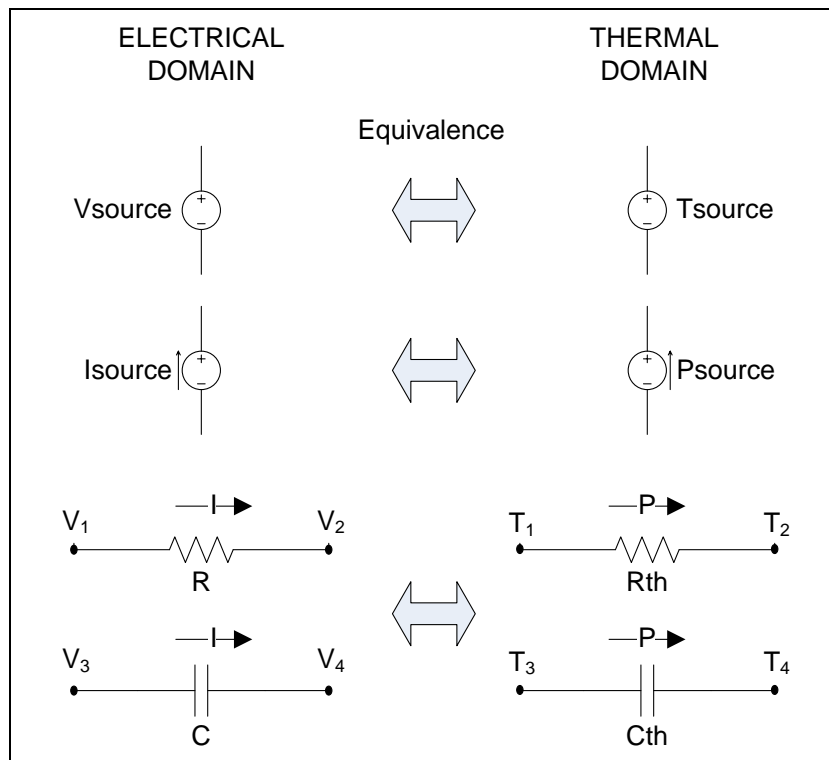 ELECTRICAL DOMAIN
THERMAL DOMAIN
Equivalence
Vsource + − + − Tsource
Isource + − + − Psource
I P
V₁ V₂ T₁ T₂
R Rth
I P
V₃ V₄ T₃ T₄
C Cth